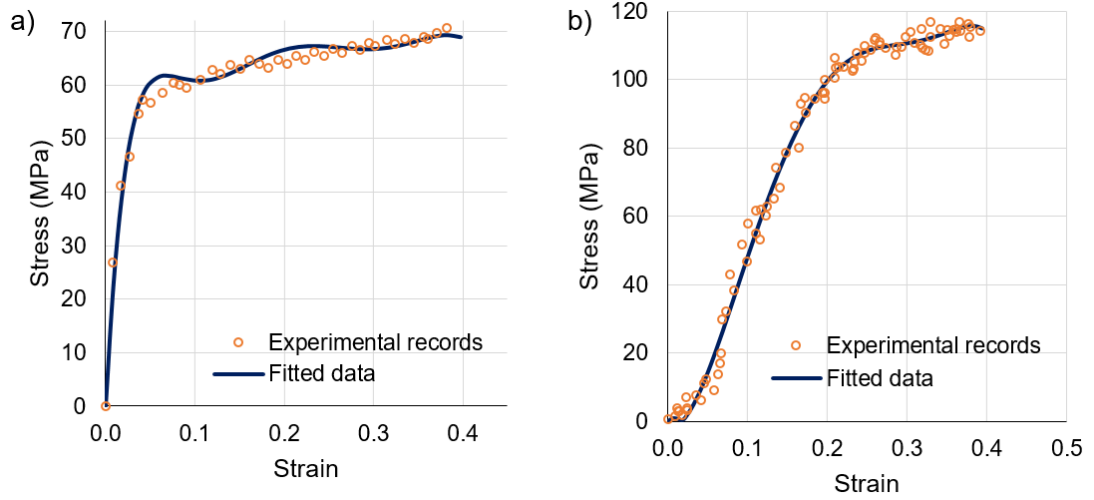 a)
70
60
50
40
30
20
10
0
Stress (MPa)
Experimental records
Fitted data
0.0 0.1 0.2 0.3 0.4
Strain
b)
120
100
80
60
40
20
0
Stress (MPa)
Experimental records
Fitted data
0.0 0.1 0.2 0.3 0.4 0.5
Strain